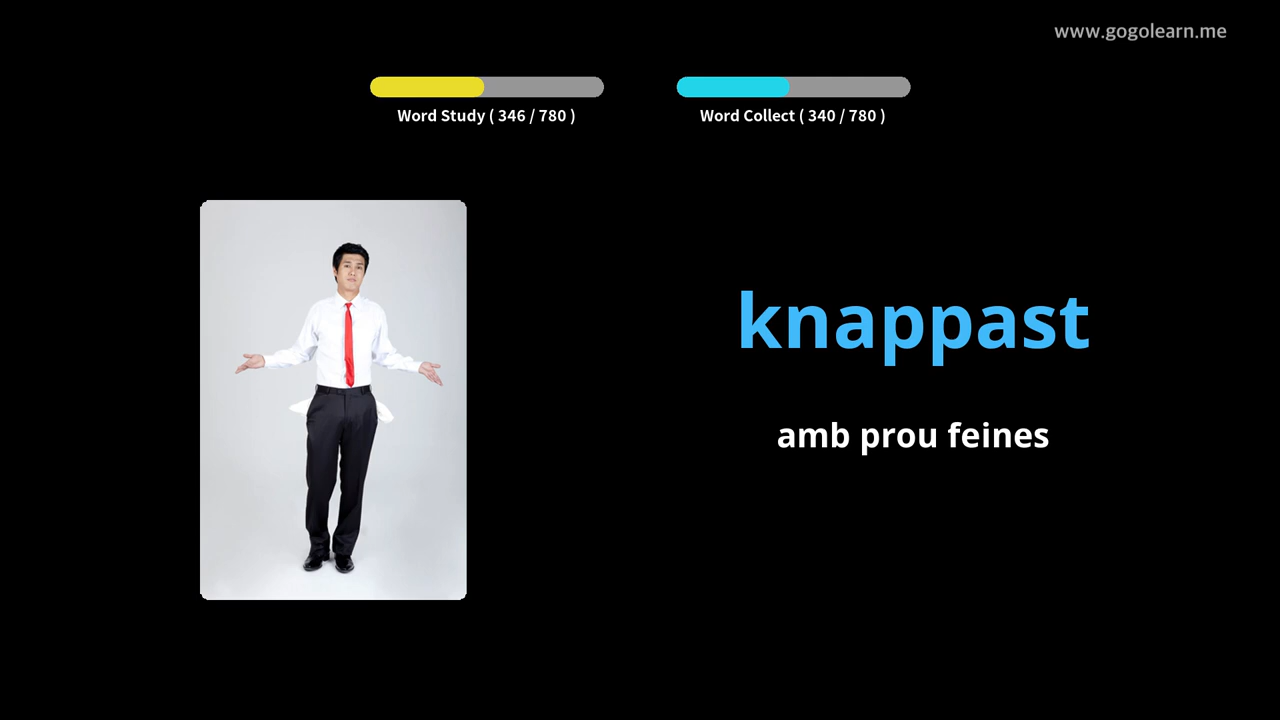 www.gogolearn.me
Word Study ( 346 / 780 )
Word Collect ( 340 / 780 )
knappast
amb prou feines